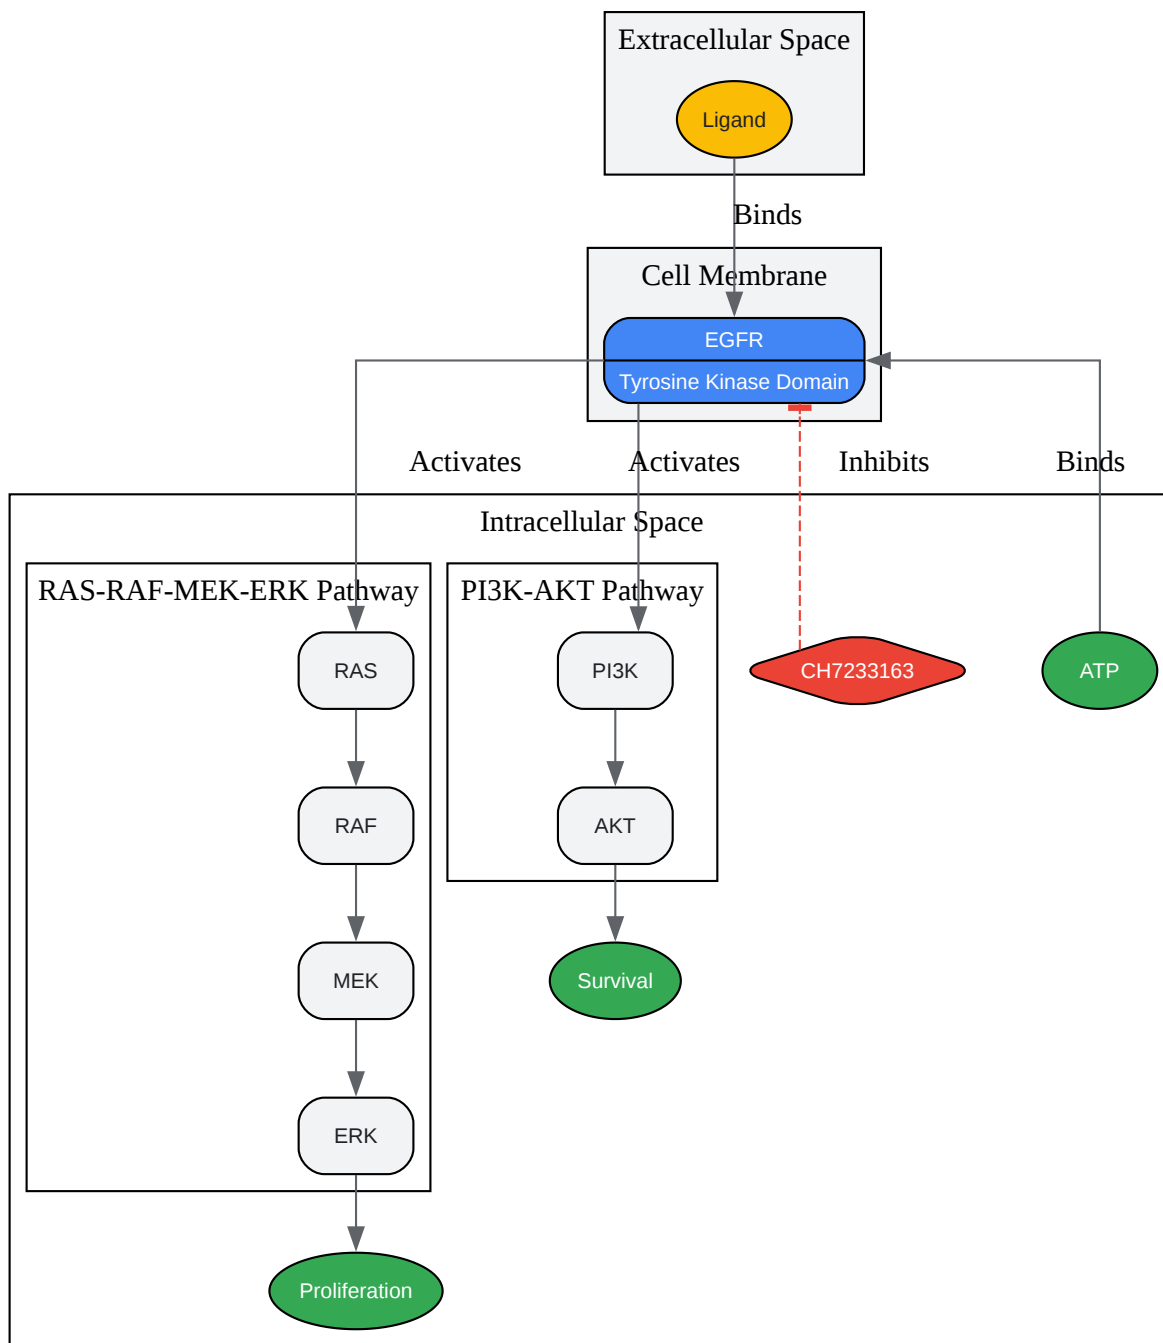 Extracellular Space
Ligand
Binds
Cell Membrane
EGFR
Tyrosine Kinase Domain
Activates
Activates
Inhibits
Binds
Intracellular Space
RAS-RAF-MEK-ERK Pathway
PI3K-AKT Pathway
RAS
PI3K
CH7233163
ATP
RAF
AKT
MEK
Survival
ERK
Proliferation